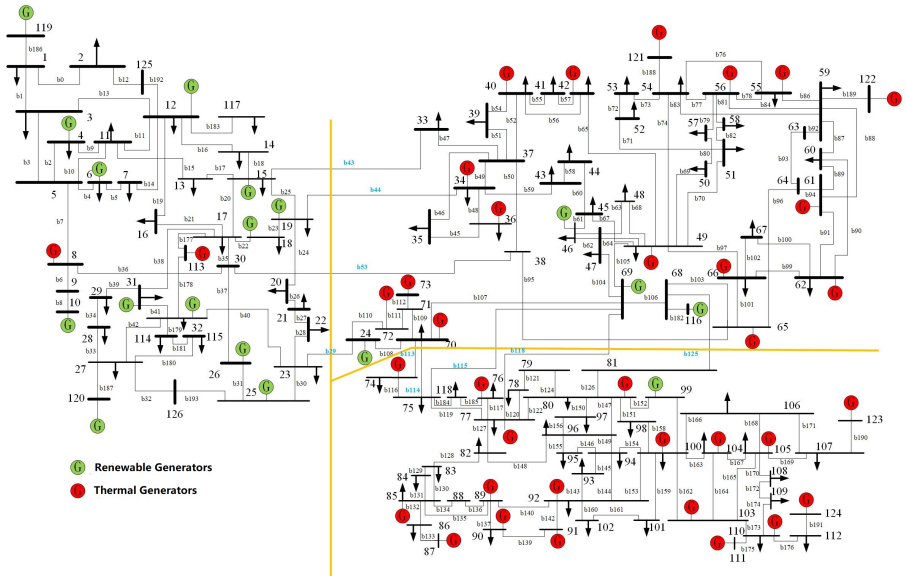 G
119
b186
1
2
125
b0
b12
b192
b1
b13
3
12
117
G
b183
G
4
11
b11
b9
b16
14
b3
b2
b10
b15
b17
b18
G
6
7
b14
13
15
5
b4
b5
b20
b25
G
G
b19
16
b21
17
b23
19
b7
b22
18
G
b24
G
8
b38
b177
G
113
b35
30
b36
b37
b6
9
b8
10
G
31
b39
29
G
b178
20
b26
21
b27
22
b28
34
b41
b42
G
32
b40
28
b33
114
b179
115
b181
b180
27
26
G
b31
25
G
23
b29
b30
b187
120
G
b32
126
b193
b43
b44
b53
33
b47
G
40
41
G
42
b54
b55
b57
39
b52
b56
b51
37
b65
G
34
b49
b50
b48
b46
35
b45
G
36
43
b59
b58
44
b60
38
b95
G
45
b61
b67
46
b62
b64
47
b63
48
b68
b105
G
49
b104
69
G
b106
68
b182
116
G
b103
b107
G
121
b188
53
54
b76
b72
b73
b74
b83
b77
52
b71
G
56
b81
b78
G
55
b84
b86
59
122
b189
G
b79
57
58
b82
b80
b69
50
51
b70
63
b92
b87
b88
60
b93
b89
64
61
b94
b96
G
b91
b90
67
b97
b100
66
G
b102
b99
b101
62
G
65
G
G
73
G
b112
71
b111
b110
72
b109
24
b108
70
G
b113
b115
b118
b125
74
b116
b114
75
118
b184
b119
b185
G
76
b117
77
b127
78
b120
G
79
b121
b122
80
b124
b126
81
b147
b150
97
99
G
b152
G
b151
98
b158
b156
96
b155
b146
b149
b154
95
94
93
b145
b128
82
b148
84
83
b129
b130
b131
85
G
b132
b134
88
b136
G
89
b135
86
b133
87
G
b137
90
G
b139
b140
92
b142
91
G
b143
b144
b153
b159
b160
b161
102
101
G
b166
b168
106
b171
G
123
b190
100
b163
G
104
b167
G
105
b169
107
b165
b170
108
b172
109
b174
b162
b164
G
103
110
G
111
b173
b175
G
b176
124
b191
112
G
Renewable Generators
G
Thermal Generators